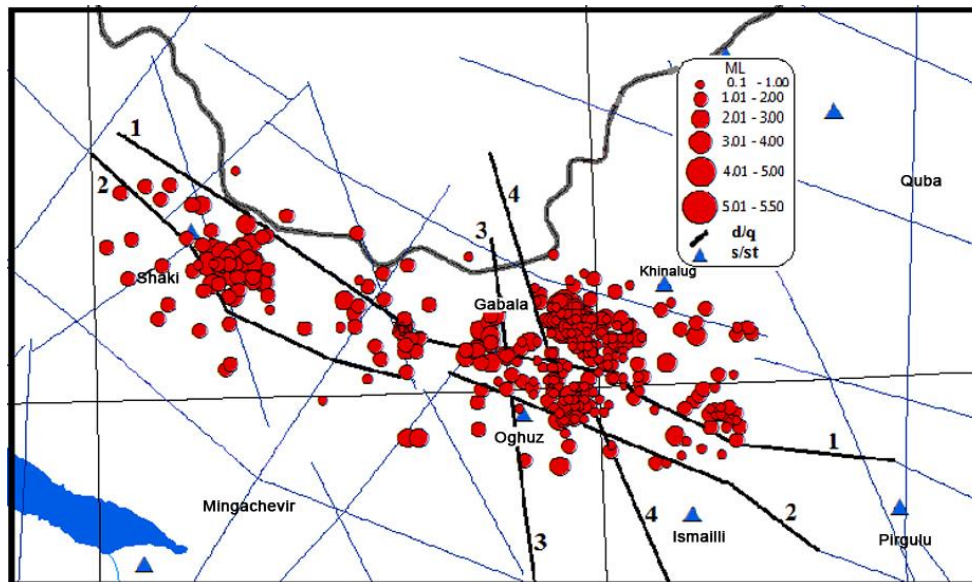 ML
0.1 - 1.00
1.01 - 2.00
2.01 - 3.00
3.01 - 4.00
4.01 - 5.00
5.01 - 5.50
d/q
s/st
1
2
4
3
Quba
Khinalug
Shaki
Gabala
Oghuz
1
Mingachevir
3
4
Ismailli
2
Pirgulu